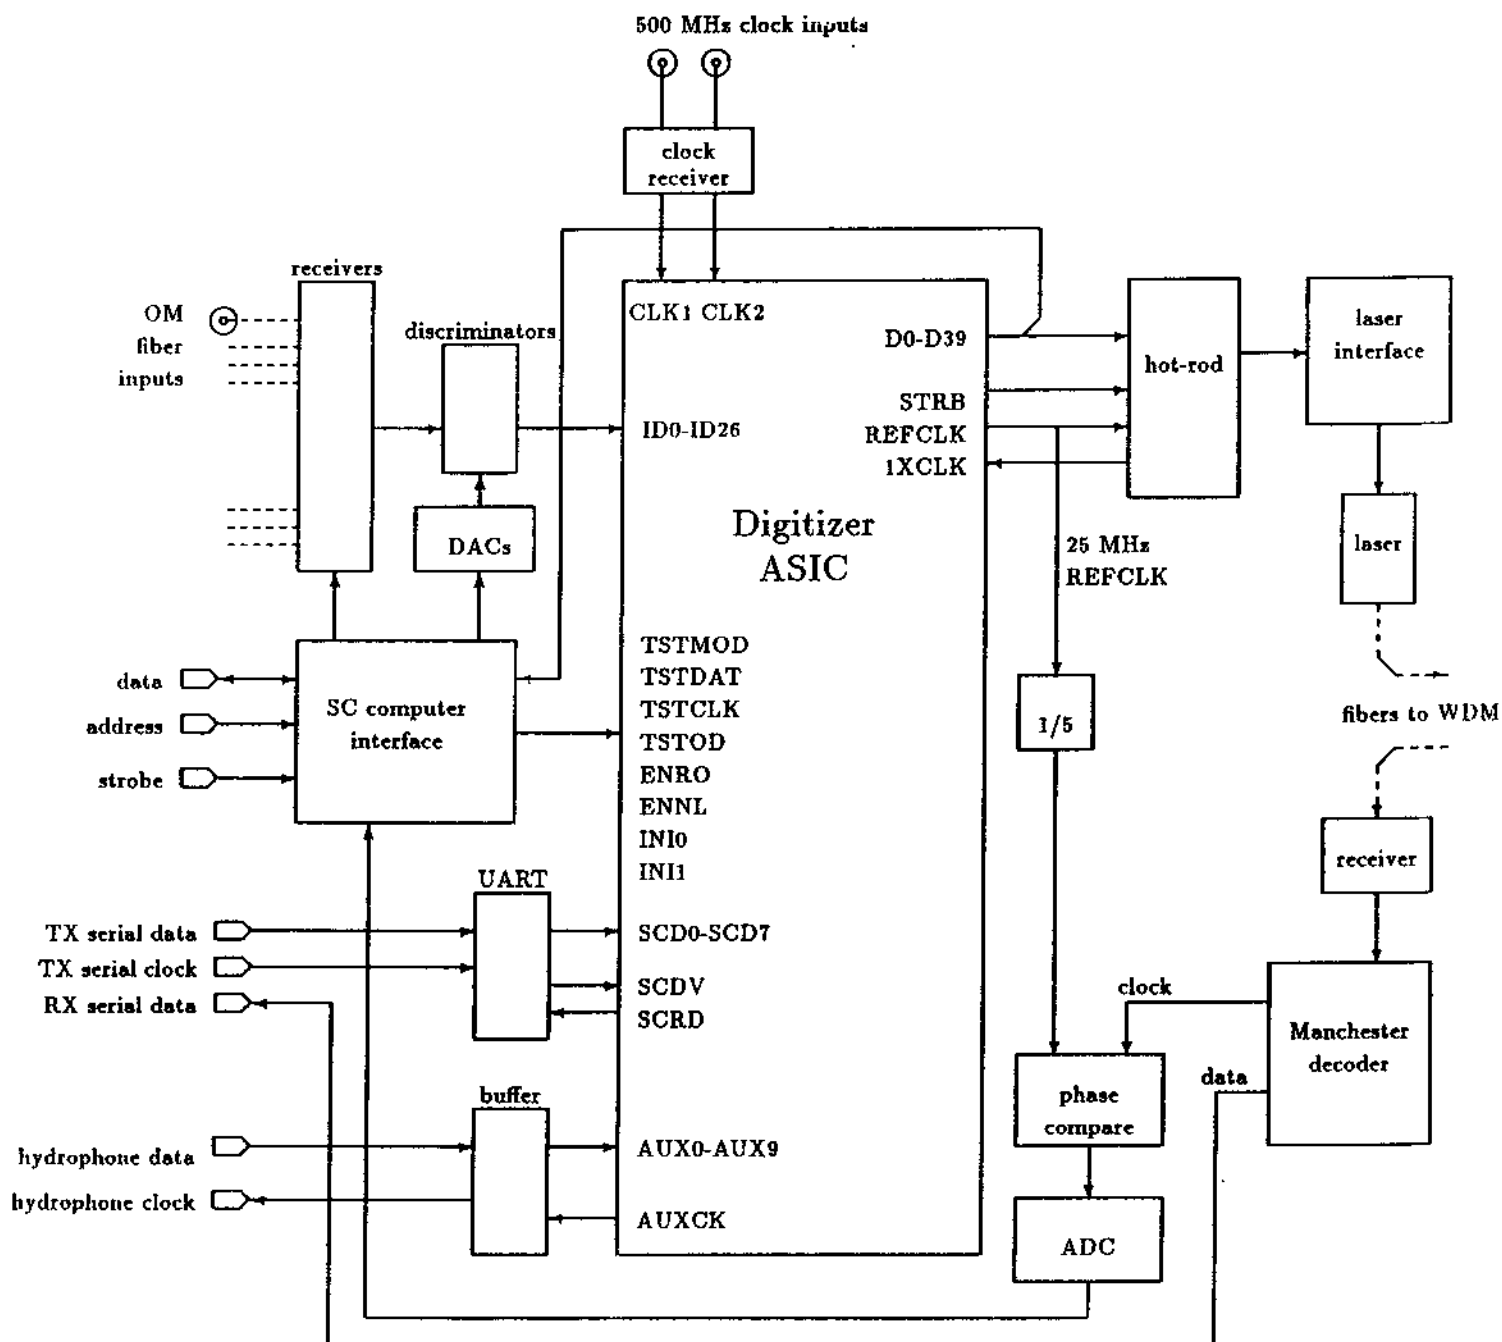 500 MHz clock inputs
clock
receiver
receivers
OM
fiber
inputs
discriminators
DACs
CLK1 CLK2
D0-D39
STRB
REFCLK
1XCLK
ID0-ID26
Digitizer
ASIC
hot-rod
laser
interface
laser
25 MHz
REFCLK
1/5
fibers to WDM
receiver
data
address
strobe
SC computer
interface
TSTMOD
TSTDAT
TSTCLK
TSTOD
ENRO
ENNL
INI0
INI1
UART
TX serial data
TX serial clock
RX serial data
SCD0-SCD7
SCDV
SCRD
clock
Manchester
decoder
data
phase
compare
buffer
hydrophone data
hydrophone clock
AUX0-AUX9
AUXCK
ADC